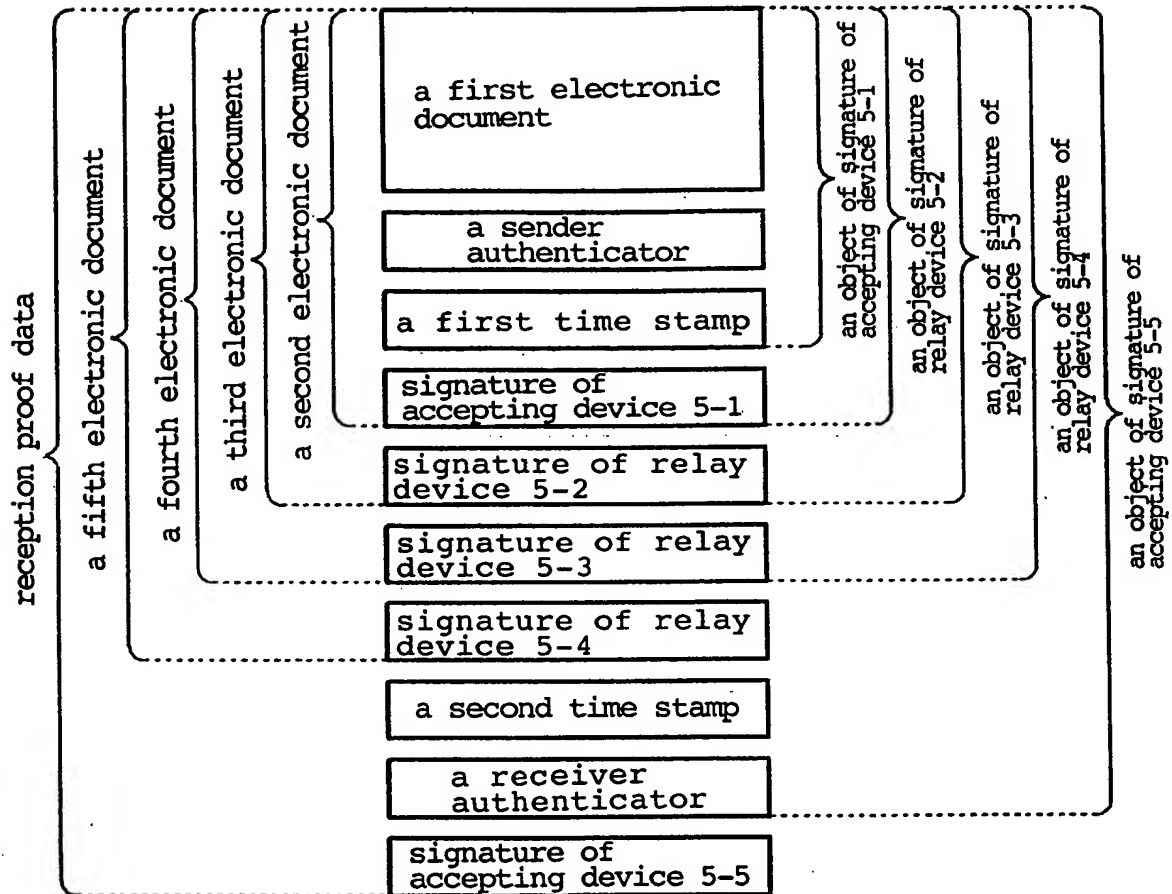 reception proof data
a fifth electronic document
a fourth electronic document
a third electronic document
a second electronic document
a first electronic
document
a sender
authenticator
a first time stamp
signature of
accepting device 5-1
signature of relay
device 5-2
signature of relay
device 5-3
signature of relay
device 5-4
a second time stamp
a receiver
authenticator
signature of
accepting device 5-5
an object of signature of
accepting device 5-1
an object of signature of
relay device 5-2
an object of signature of
relay device 5-3
an object of signature of
relay device 5-4
an object of signature of
accepting device 5-5